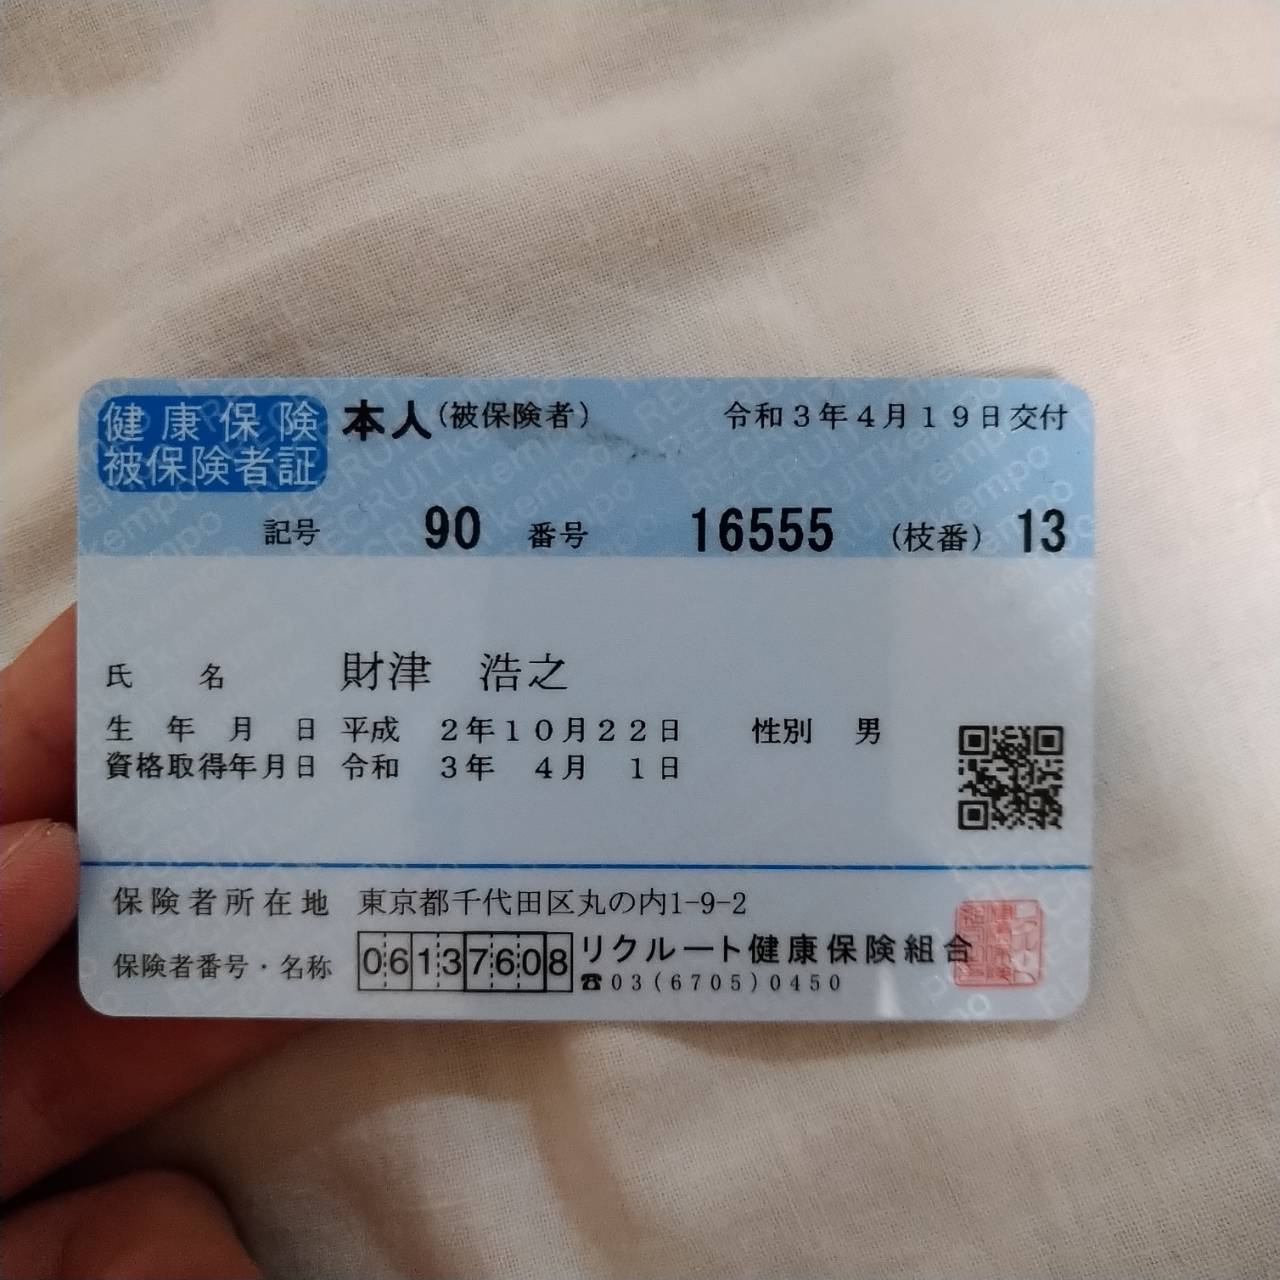 健康保険 本人(被保険者) 令和3年4月19日交付
被保険者証
記号 90 番号 16555 (枝番) 13
氏名 財津 浩之
生年月日 平成 2年10月22日 性別 男
資格取得年月日 令和 3年 4月 1日
保険者所在地 東京都千代田区丸の内1-9-2
保険者番号・名称 06137608 リクルート健康保険組合
☎03(6705)0450